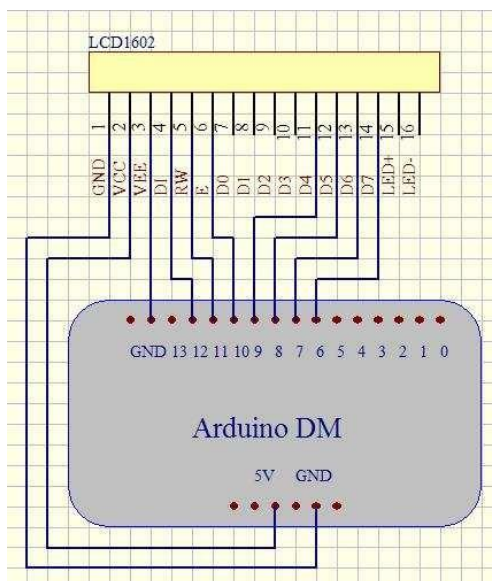 LCD1602
1 2 3 4 5 6 7 8 9 10 11 12 13 14 15 16
GND VCC VEE DI RW E D0 D1 D2 D3 D4 D5 D6 D7 LED+ LED-
GND 13 12 11 10 9 8 7 6 5 4 3 2 1 0
Arduino DM
5V GND